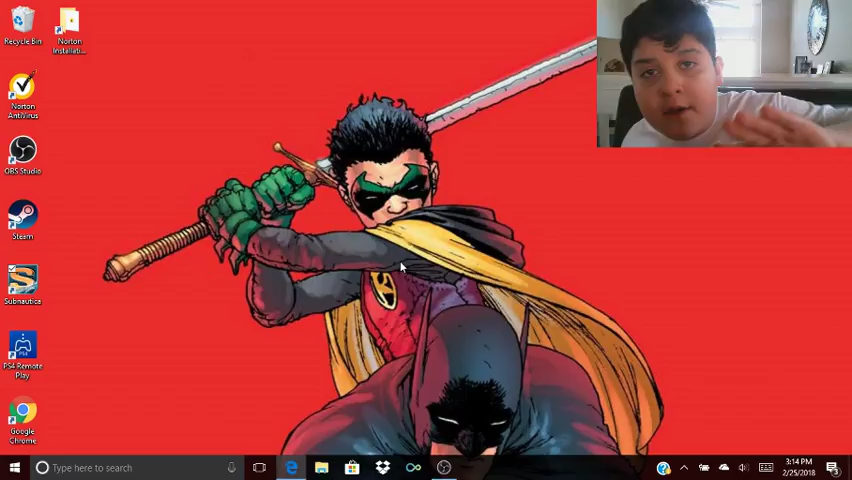 Recycle Bin
Norton
Installati...
Norton
AntiVirus
OBS Studio
Steam
Subnautica
PS4 Remote
Play
Google
Chrome
Type here to search
3:14 PM
2/25/2018